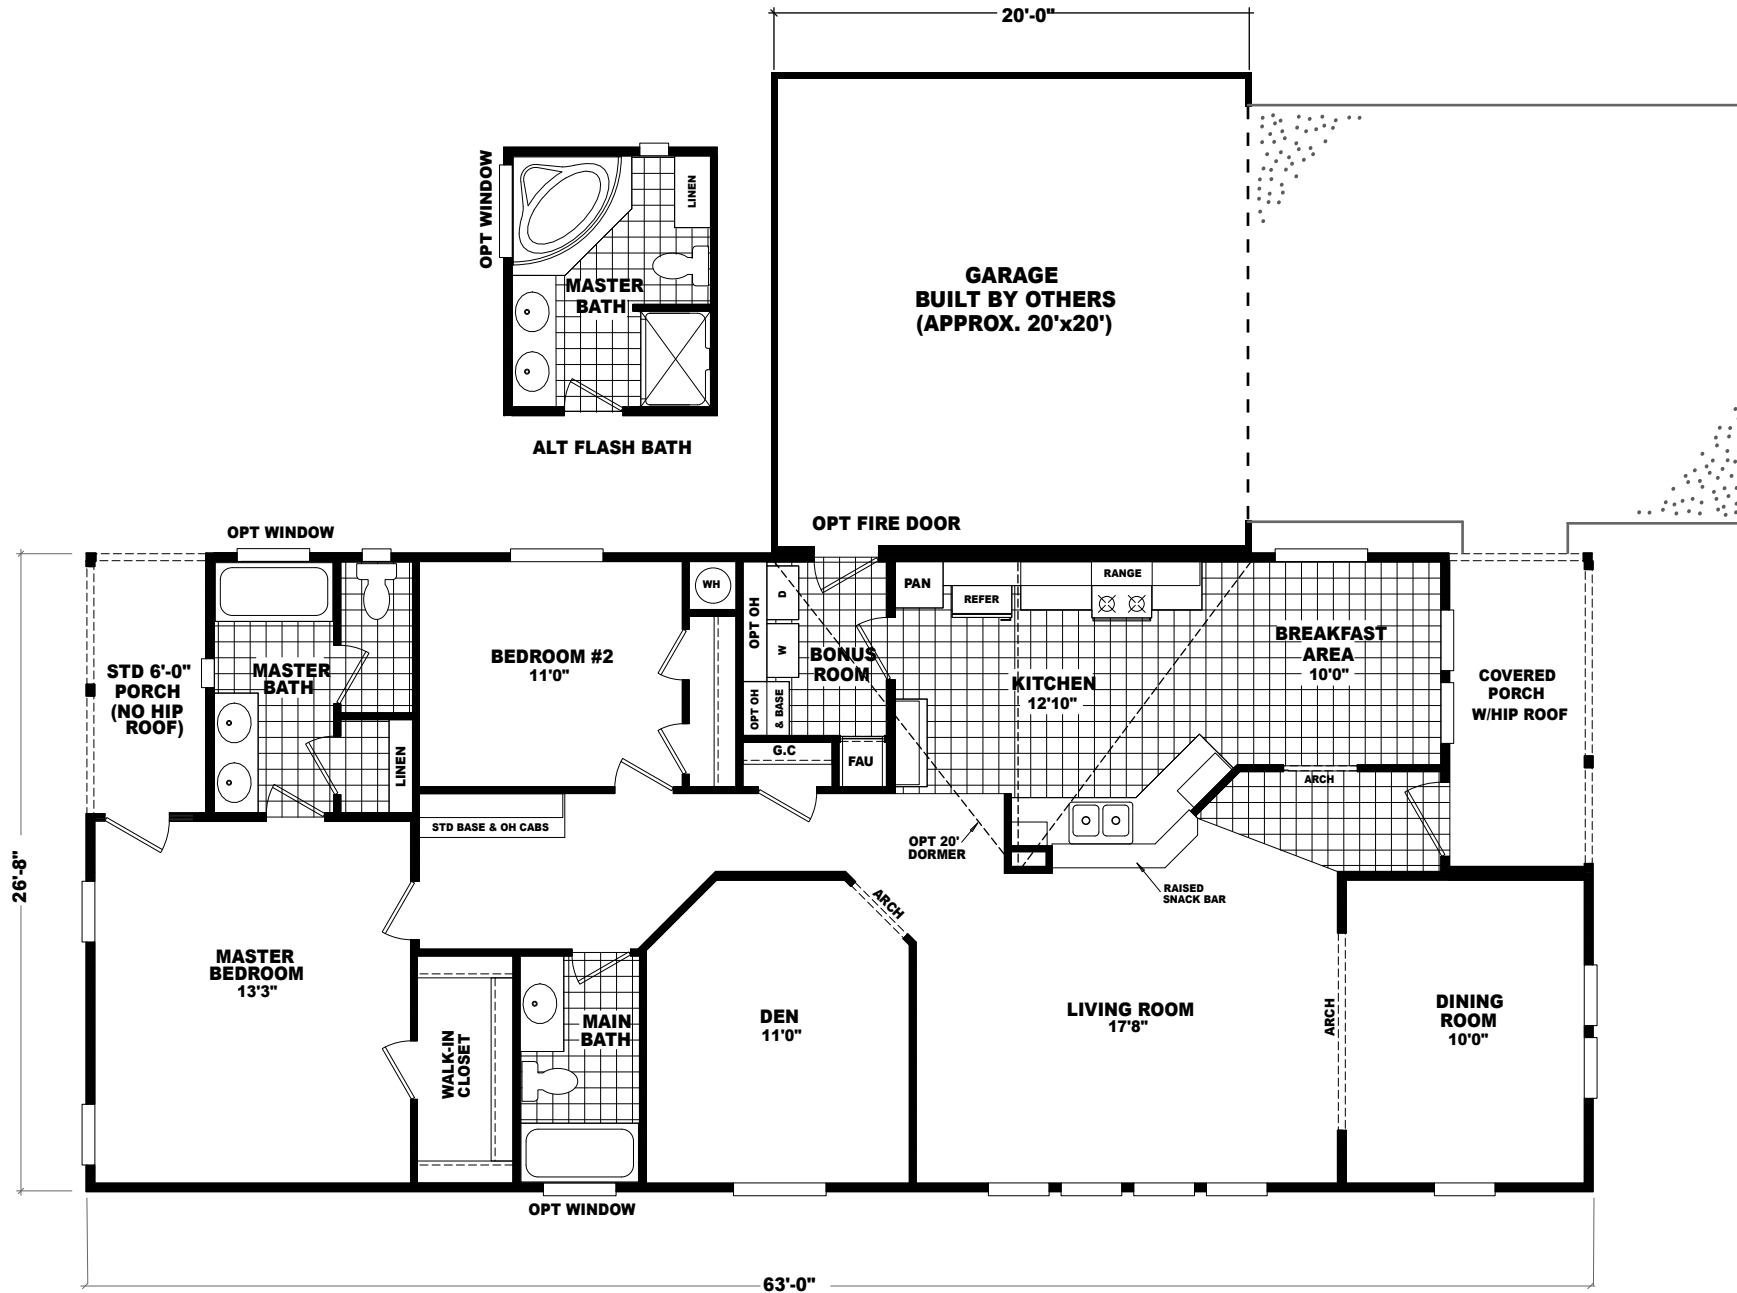 20'-0"
GARAGE
BUILT BY OTHERS
(APPROX. 20'x20')
OPT WINDOW
LINEN
MASTER
BATH
ALT FLASH BATH
OPT FIRE DOOR
OPT WINDOW
STD 6'-0"
PORCH
(NO HIP
ROOF)
MASTER
BATH
LINEN
BEDROOM #2
11'0"
WH
OPT OH
D
W
OPT OH
& BASE
BONUS
ROOM
G.C
FAU
PAN
REFER
RANGE
KITCHEN
12'10"
BREAKFAST
AREA
10'0"
COVERED
PORCH
W/HIP ROOF
ARCH
STD BASE & OH CABS
OPT 20'
DORMER
RAISED
SNACK BAR
ARCH
26'-8"
MASTER
BEDROOM
13'3"
WALK-IN
CLOSET
MAIN
BATH
DEN
11'0"
LIVING ROOM
17'8"
ARCH
DINING
ROOM
10'0"
OPT WINDOW
63'-0"